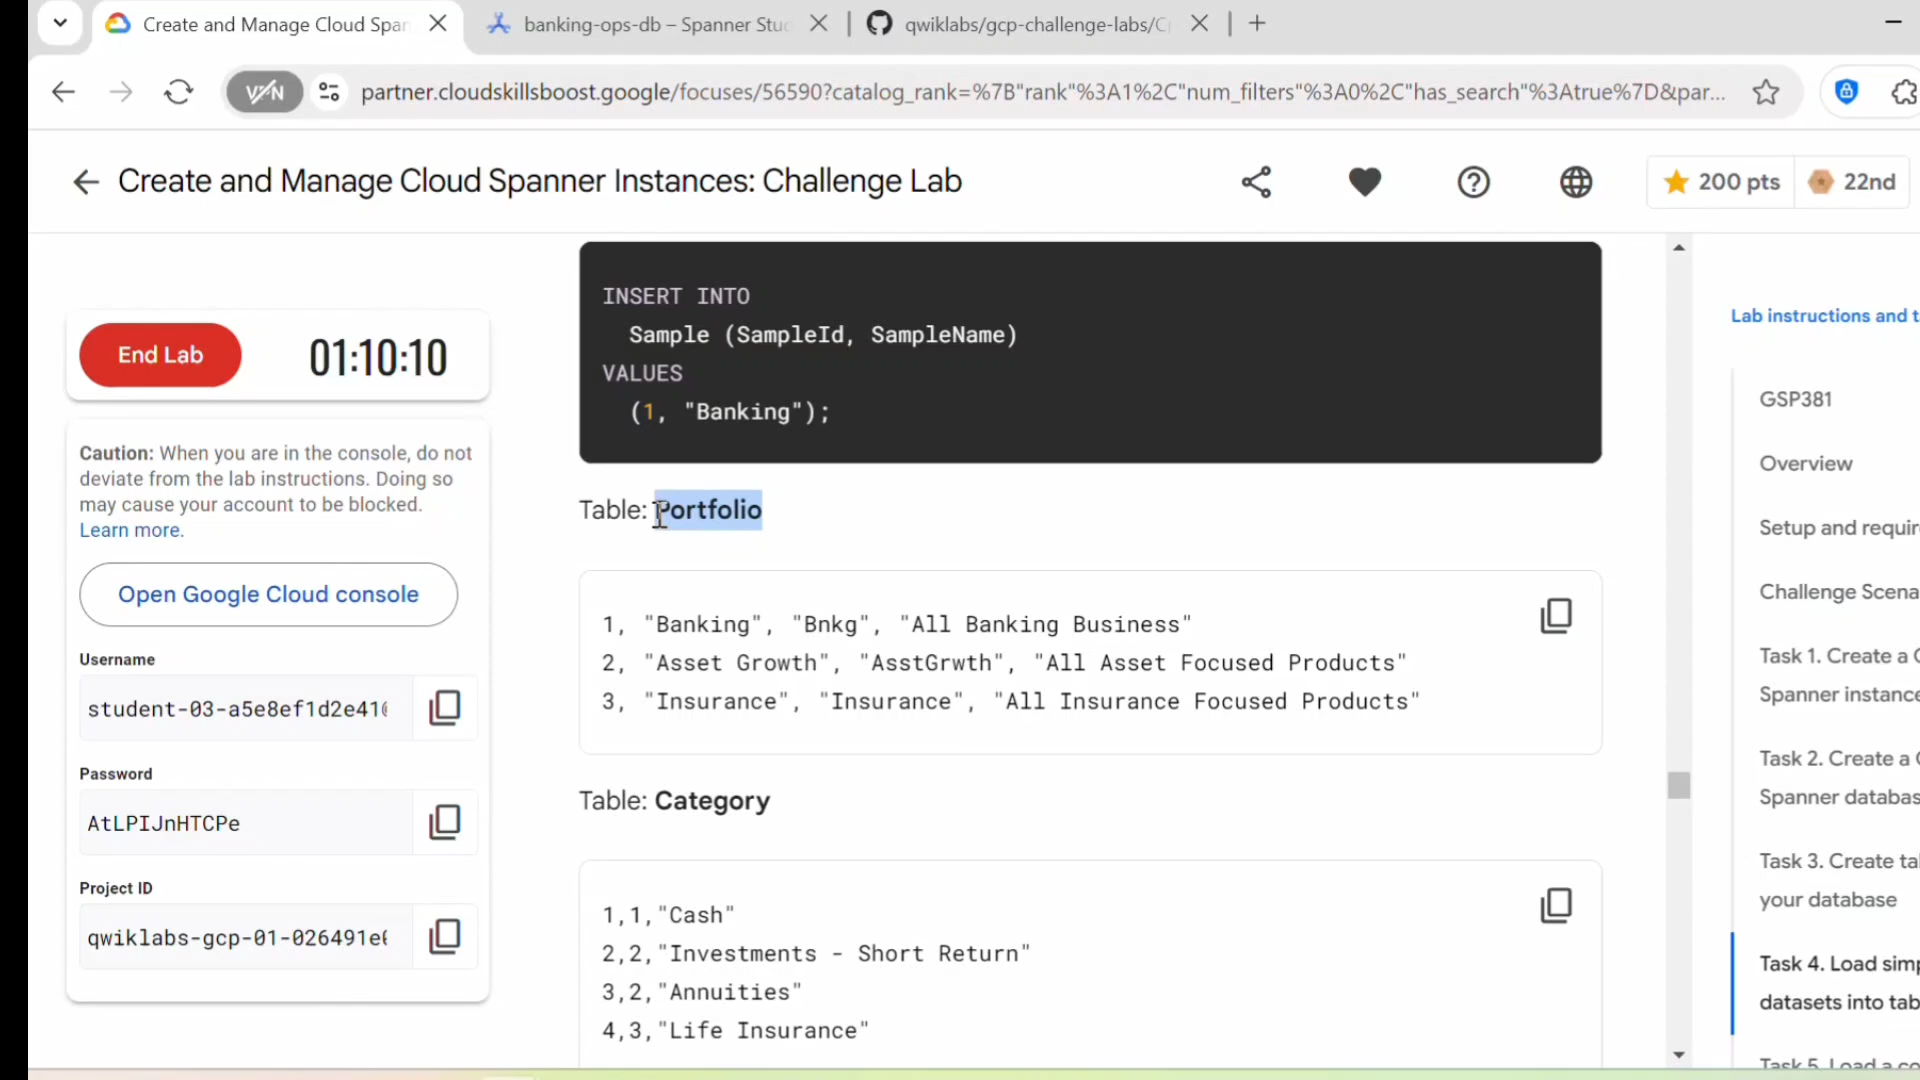 Create and Manage Cloud Span
banking-ops-db – Spanner Stud
qwiklabs/gcp-challenge-labs/C
VPN
partner.cloudskillsboost.google/focuses/56590?catalog_rank=%7B"rank"%3A1%2C"num_filters"%3A0%2C"has_search"%3Atrue%7D&par...
Create and Manage Cloud Spanner Instances: Challenge Lab
200 pts
22nd
End Lab
01:10:10
Caution: When you are in the console, do not
deviate from the lab instructions. Doing so
may cause your account to be blocked.
Learn more.
Open Google Cloud console
Username
student-03-a5e8ef1d2e41
Password
AtLPIJnHTCPe
Project ID
qwiklabs-gcp-01-026491e
INSERT INTO
Sample (SampleId, SampleName)
VALUES
(1, "Banking");
Table: Portfolio
1, "Banking", "Bnkg", "All Banking Business"
2, "Asset Growth", "AsstGrwth", "All Asset Focused Products"
3, "Insurance", "Insurance", "All Insurance Focused Products"
Table: Category
1,1,"Cash"
2,2,"Investments - Short Return"
3,2,"Annuities"
4,3,"Life Insurance"
Lab instructions and t
GSP381
Overview
Setup and requir
Challenge Scena
Task 1. Create a C
Spanner instance
Task 2. Create a C
Spanner databas
Task 3. Create ta
your database
Task 4. Load simp
datasets into tab
Task 5. Load a co